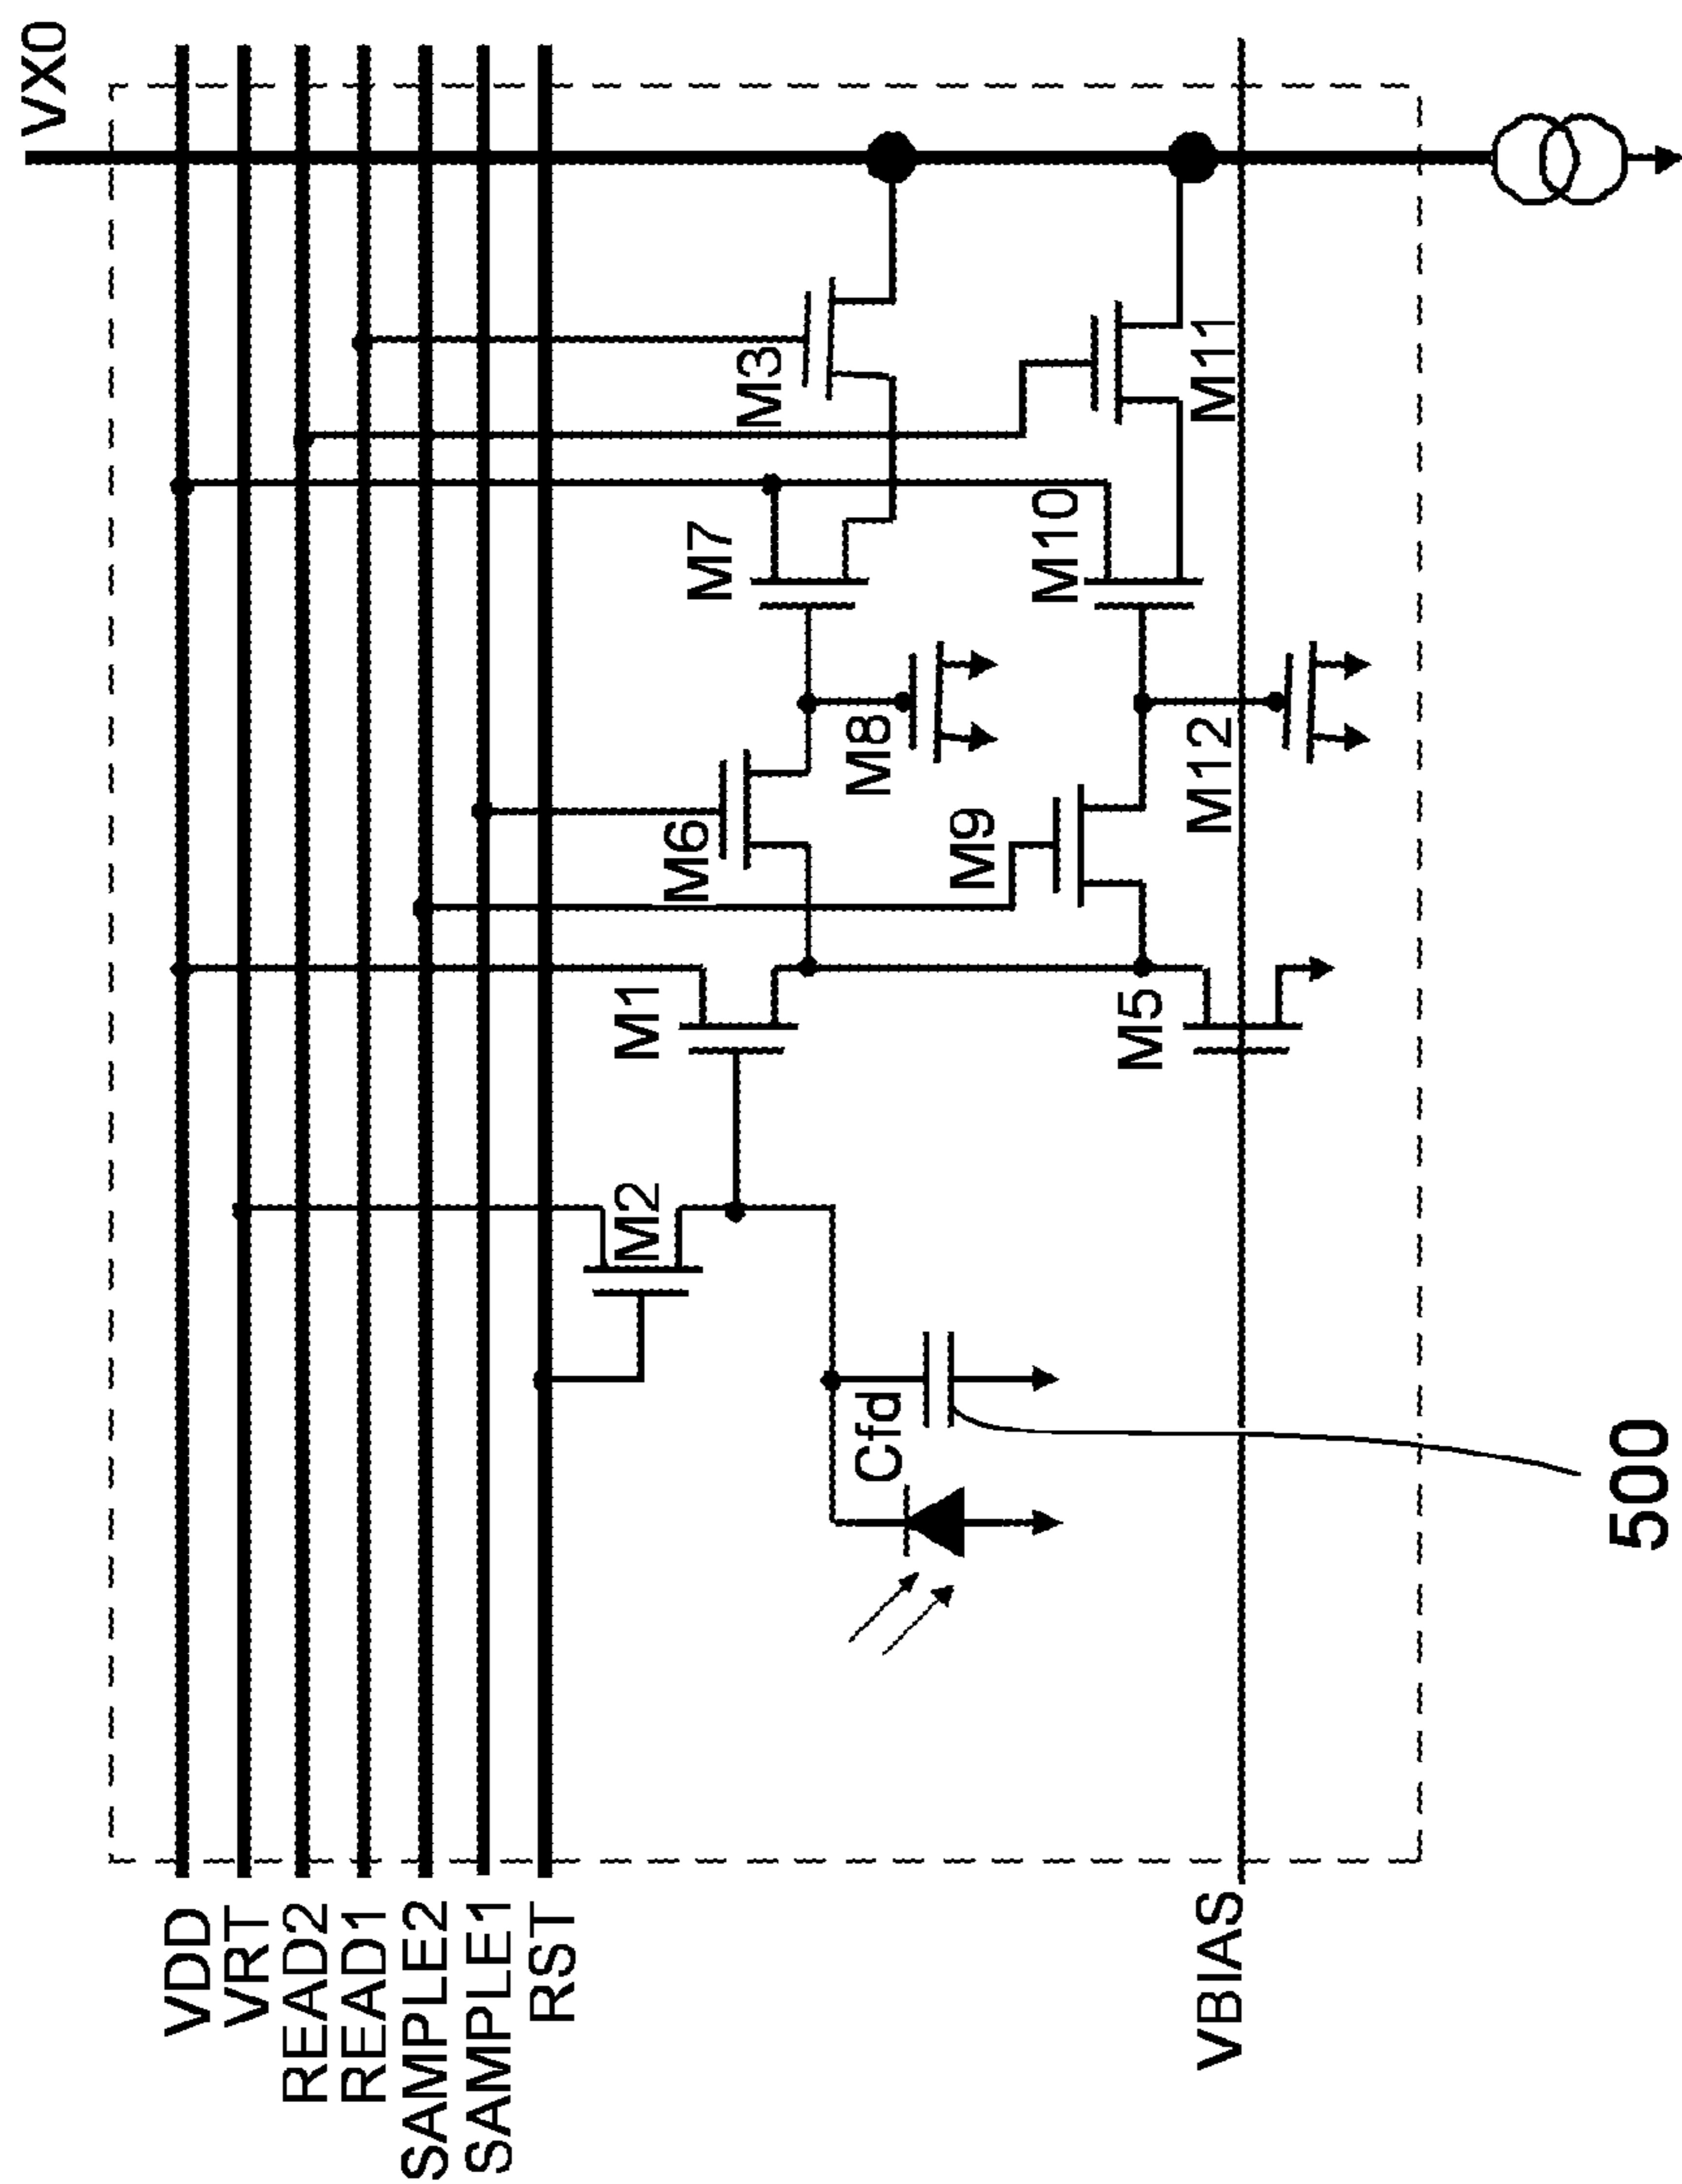 VDD
VRT
READ2
READ1
SAMPLE2
SAMPLE1
RST
VBIAS
VX0
M1
M2
M3
M5
M6
M7
M8
M9
M10
M11
M12
Cfd
500